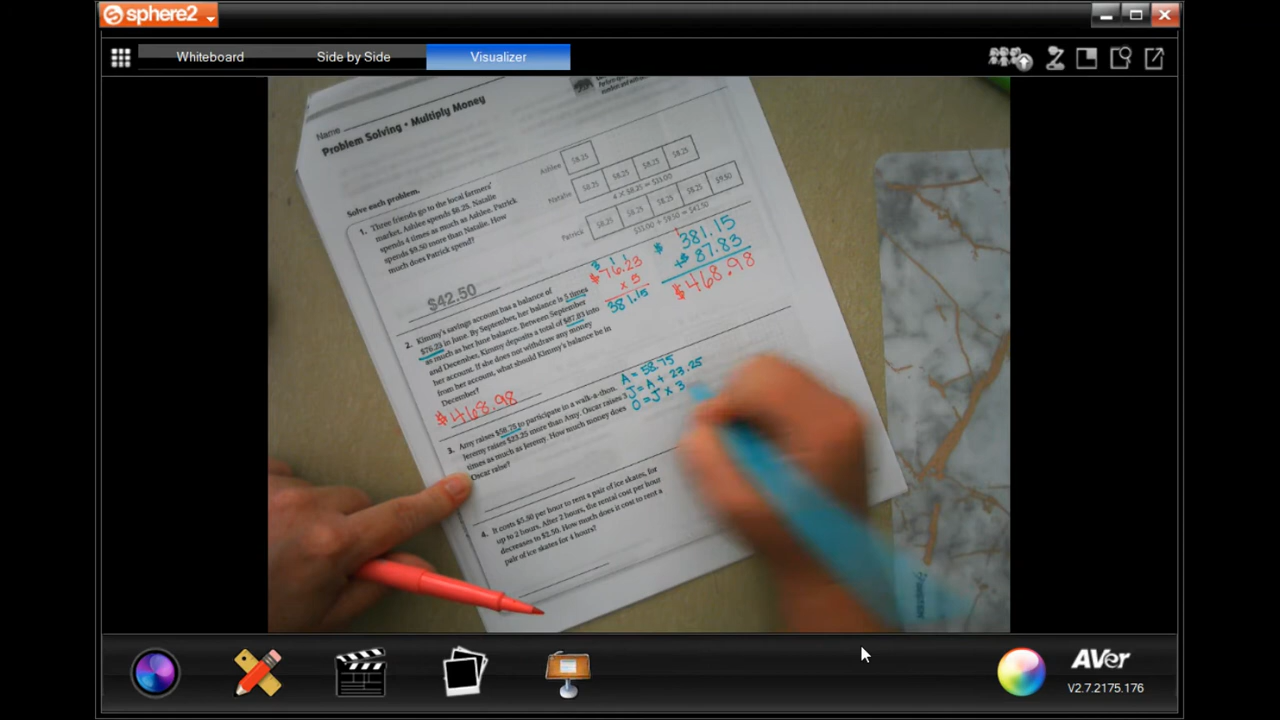 sphere2
Whiteboard
Side by Side
Visualizer
Name
Problem Solving • Multiply Money
Solve each problem.
1. Three friends go to the local farmers'
market. Ashlee spends $8.25. Natalie
spends 4 times as much as Ashlee. Patrick
spends $9.50 more than Natalie. How
much does Patrick spend?
Ashlee $8.25
Natalie $8.25 $8.25 $8.25 $8.25
4 × $8.25 = $33.00
Patrick $8.25 $8.25 $8.25 $8.25 $9.50
$33.00 + $9.50 = $42.50
$42.50
2. Kimmy's savings account has a balance of
$76.23 in June. By September, her balance is 5 times
as much as her June balance. Between September
and December, Kimmy deposits a total of $87.83 into
her account. If she does not withdraw any money
from her account, what should Kimmy's balance be in
December?
3 1 1
$76.23
x 5
381.15
1
$ 381.15
+$ 87.83
$468.98
$468.98
3. Amy raises $58.75 to participate in a walk-a-thon.
Jeremy raises $23.25 more than Amy. Oscar raises 3
times as much as Jeremy. How much money does
Oscar raise?
A = 58.75
J = A + 23.25
O = J x 3
4. It costs $5.50 per hour to rent a pair of ice skates, for
up to 2 hours. After 2 hours, the rental cost per hour
decreases to $2.50. How much does it cost to rent a
pair of ice skates for 4 hours?
AVer
V2.7.2175.176